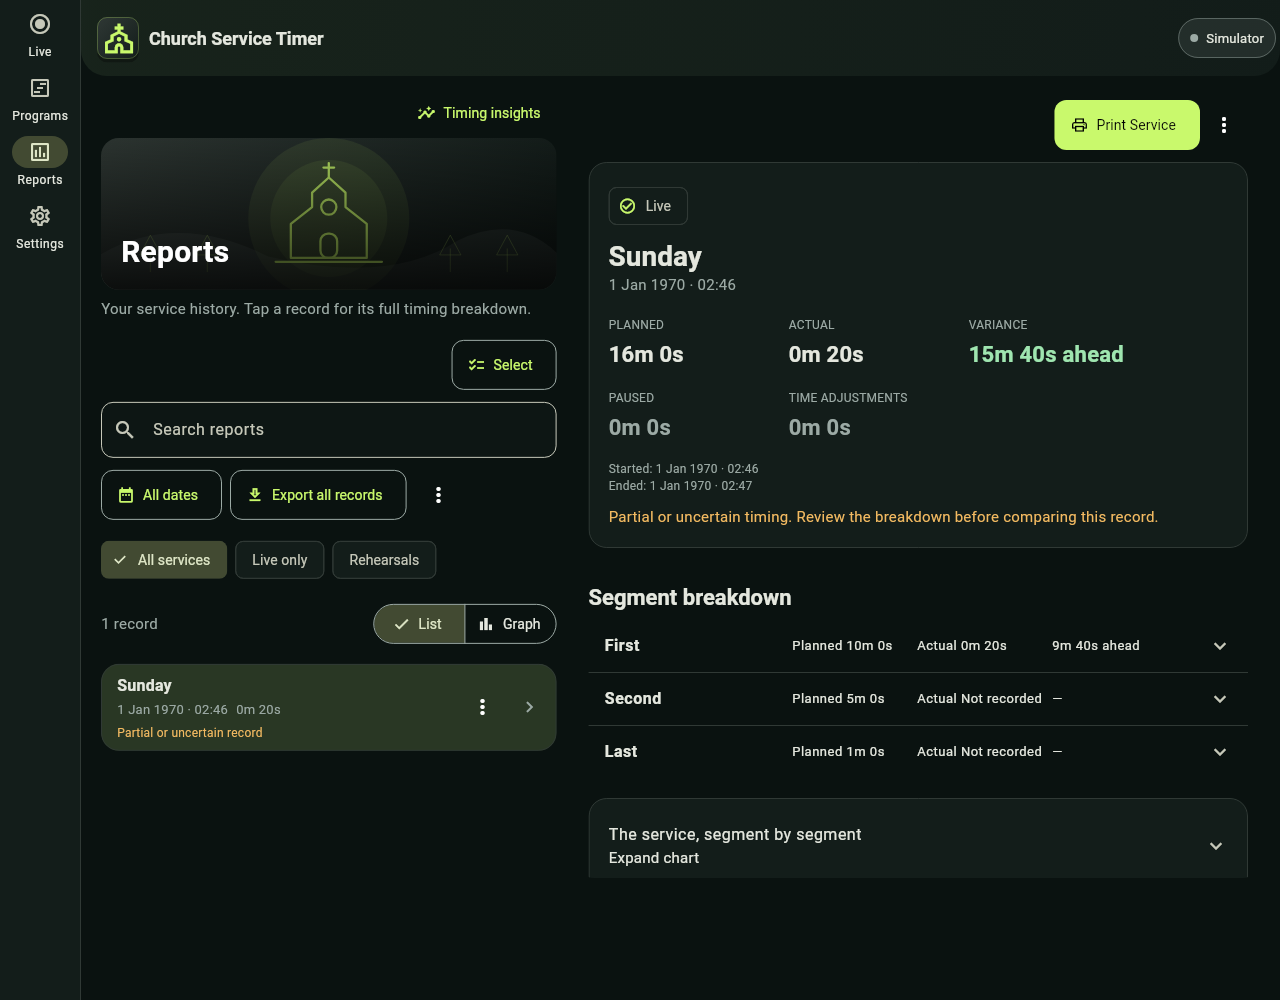 Live
Programs
Reports
Settings
Church Service Timer
Simulator
Timing insights
Reports
Your service history. Tap a record for its full timing breakdown.
Select
Search reports
All dates
Export all records
All services
Live only
Rehearsals
1 record
List
Graph
Sunday
1 Jan 1970 · 02:46 0m 20s
Partial or uncertain record
Print Service
Live
Sunday
1 Jan 1970 · 02:46
PLANNED ACTUAL VARIANCE
16m 0s 0m 20s 15m 40s ahead
PAUSED TIME ADJUSTMENTS
0m 0s 0m 0s
Started: 1 Jan 1970 · 02:46
Ended: 1 Jan 1970 · 02:47
Partial or uncertain timing. Review the breakdown before comparing this record.
Segment breakdown
First Planned 10m 0s Actual 0m 20s 9m 40s ahead
Second Planned 5m 0s Actual Not recorded –
Last Planned 1m 0s Actual Not recorded –
The service, segment by segment
Expand chart